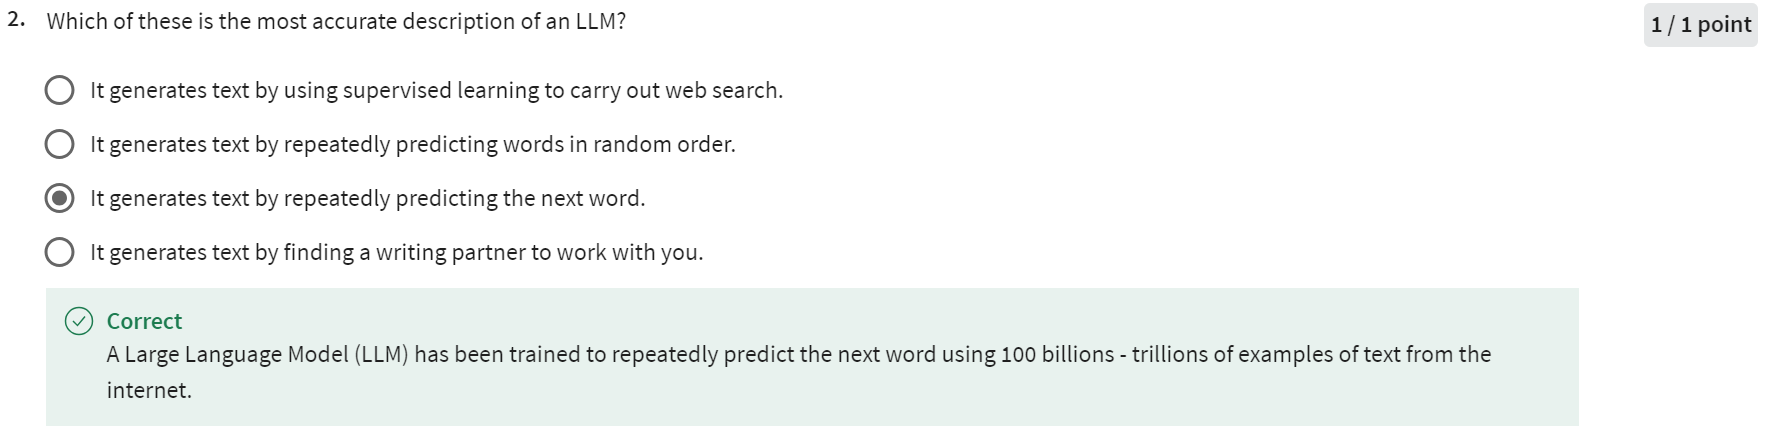 2. Which of these is the most accurate description of an LLM?
1 / 1 point
It generates text by using supervised learning to carry out web search.
It generates text by repeatedly predicting words in random order.
It generates text by repeatedly predicting the next word.
It generates text by finding a writing partner to work with you.
Correct
A Large Language Model (LLM) has been trained to repeatedly predict the next word using 100 billions - trillions of examples of text from the
internet.